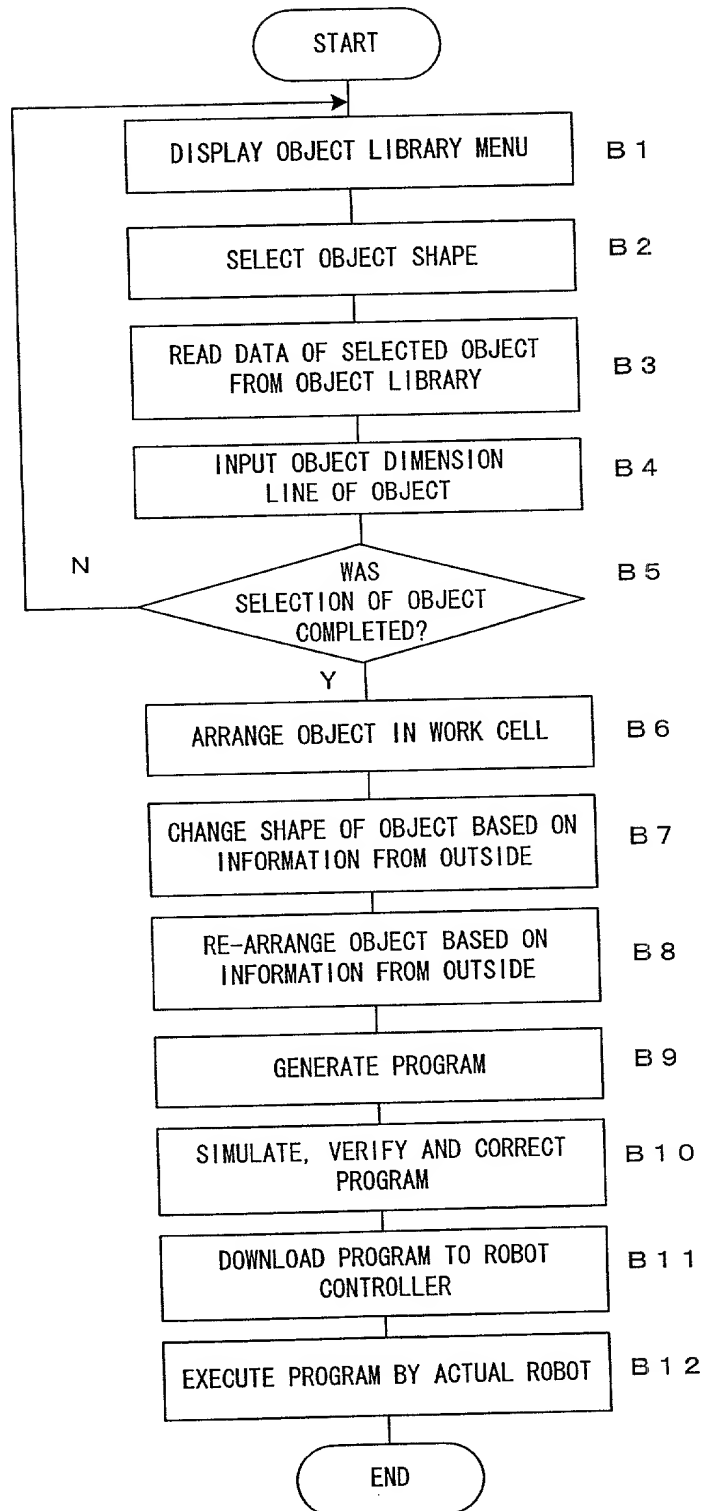 START
DISPLAY OBJECT LIBRARY MENU
B1
SELECT OBJECT SHAPE
B2
READ DATA OF SELECTED OBJECT
FROM OBJECT LIBRARY
B3
INPUT OBJECT DIMENSION
LINE OF OBJECT
B4
N
WAS
SELECTION OF OBJECT
COMPLETED?
B5
Y
ARRANGE OBJECT IN WORK CELL
B6
CHANGE SHAPE OF OBJECT BASED ON
INFORMATION FROM OUTSIDE
B7
RE-ARRANGE OBJECT BASED ON
INFORMATION FROM OUTSIDE
B8
GENERATE PROGRAM
B9
SIMULATE, VERIFY AND CORRECT
PROGRAM
B10
DOWNLOAD PROGRAM TO ROBOT
CONTROLLER
B11
EXECUTE PROGRAM BY ACTUAL ROBOT
B12
END